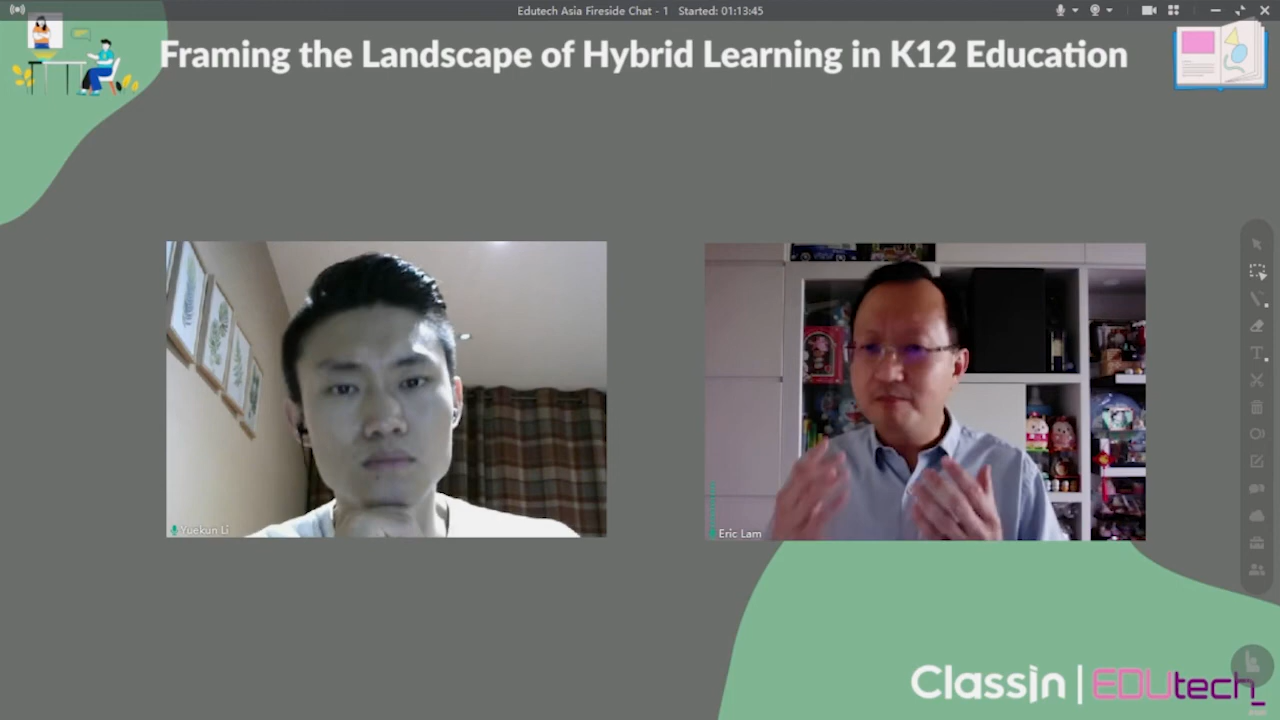 Edutech Asia Fireside Chat - 1 Started: 01:13:45
Framing the Landscape of Hybrid Learning in K12 Education
Yuekun Li
Eric Lam
ClassIn | EDUtech_